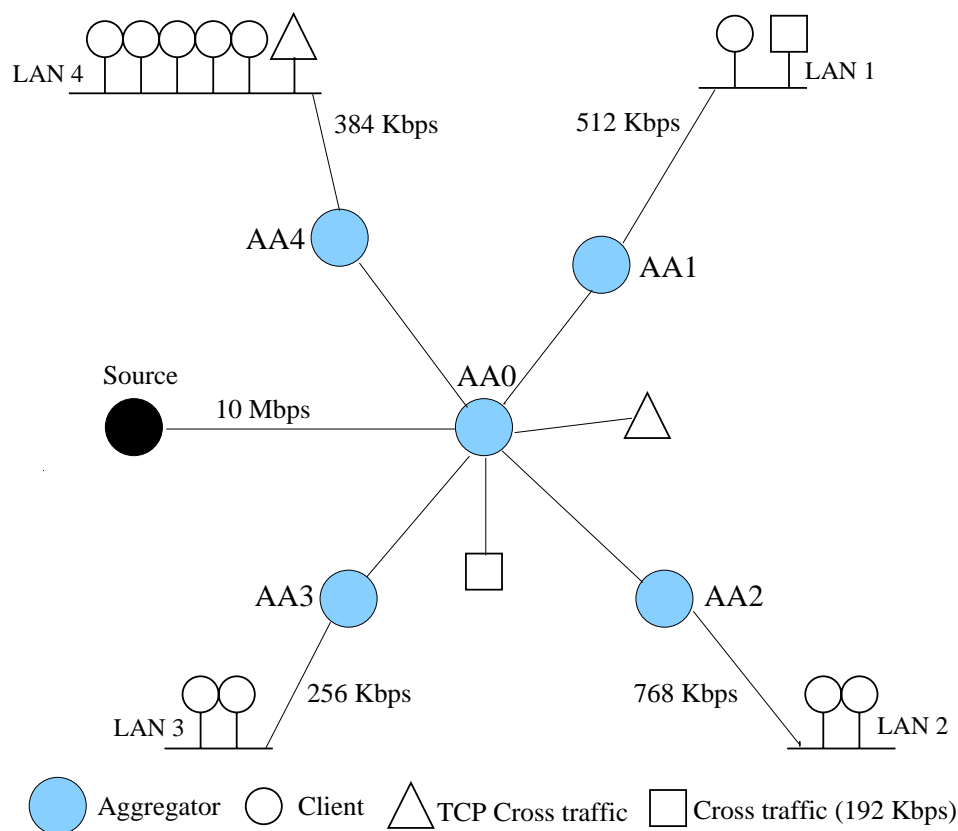 LAN 4
LAN 1
384 Kbps
512 Kbps
AA4
AA1
Source
AA0
10 Mbps
AA3
AA2
256 Kbps
768 Kbps
LAN 3
LAN 2
Aggregator
Client
TCP Cross traffic
Cross traffic (192 Kbps)